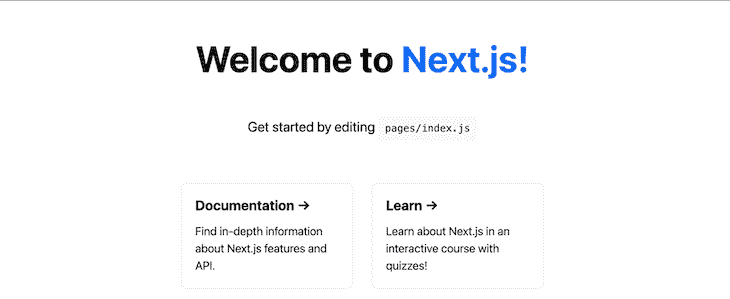 Welcome to Next.js!
Get started by editing pages/index.js
Documentation →
Find in-depth information
about Next.js features and
API.
Learn →
Learn about Next.js in an
interactive course with
quizzes!